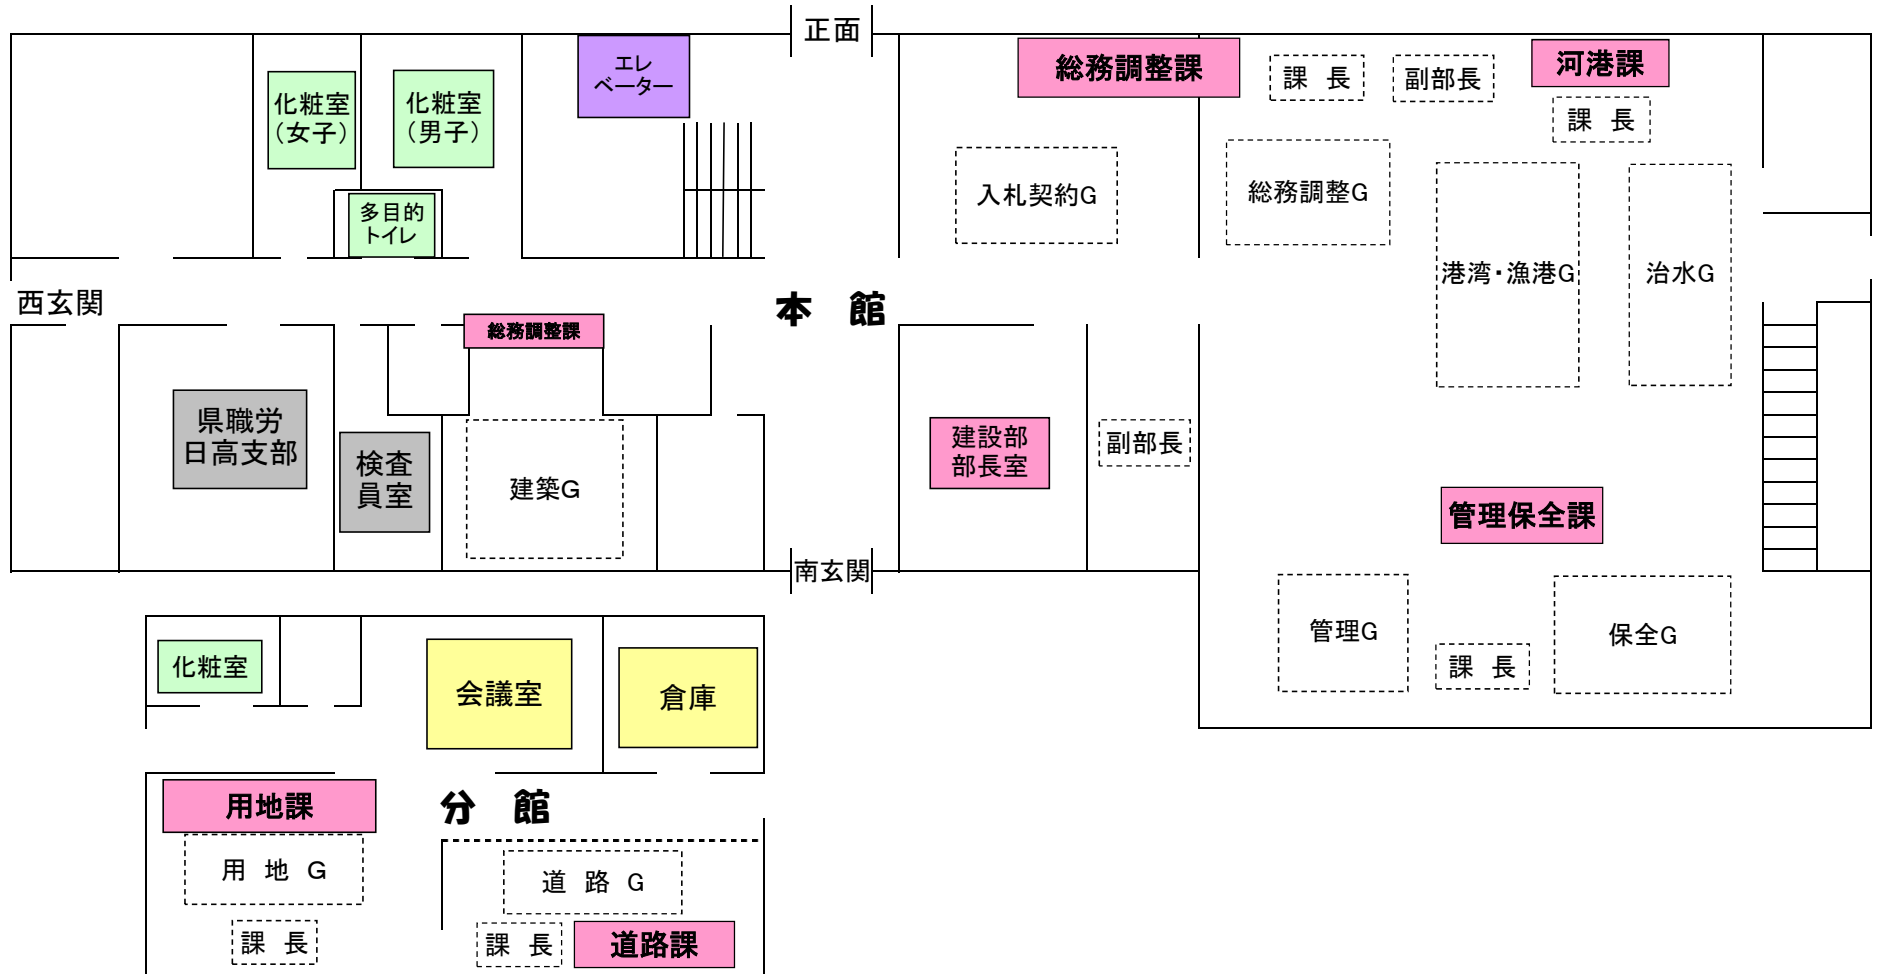 正面
エレ
ベーター
化粧室
（女子）
化粧室
（男子）
多目的
トイレ
総務調整課
課　長
副部長
河港課
課　長
入札契約G
総務調整G
港湾・漁港G
治水G
西玄関
本　館
総務調整課
県職労
日高支部
検査
員室
建築G
建設部
部長室
副部長
管理保全課
南玄関
管理G
課　長
保全G
化粧室
会議室
倉庫
用地課
分　館
用　地　G
道　路　G
課　長
課　長
道路課